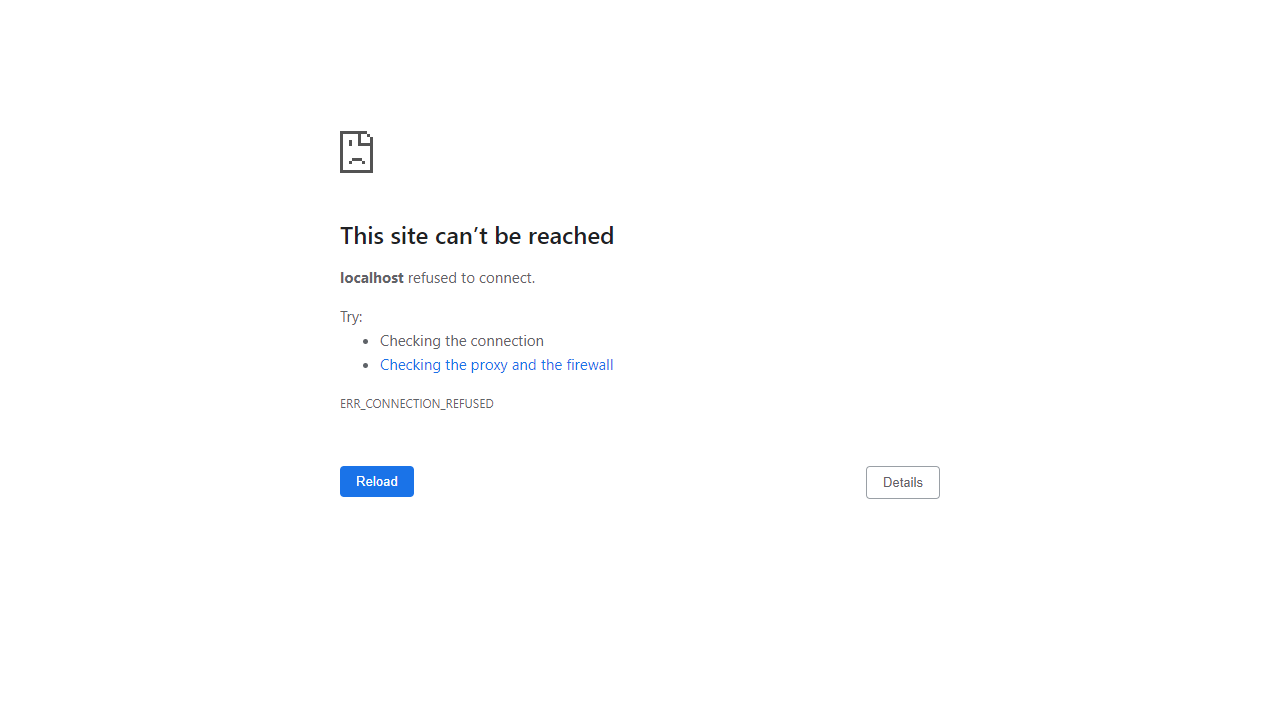 This site can’t be reached
localhost refused to connect.
Try:
Checking the connection
Checking the proxy and the firewall
ERR_CONNECTION_REFUSED
Reload
Details